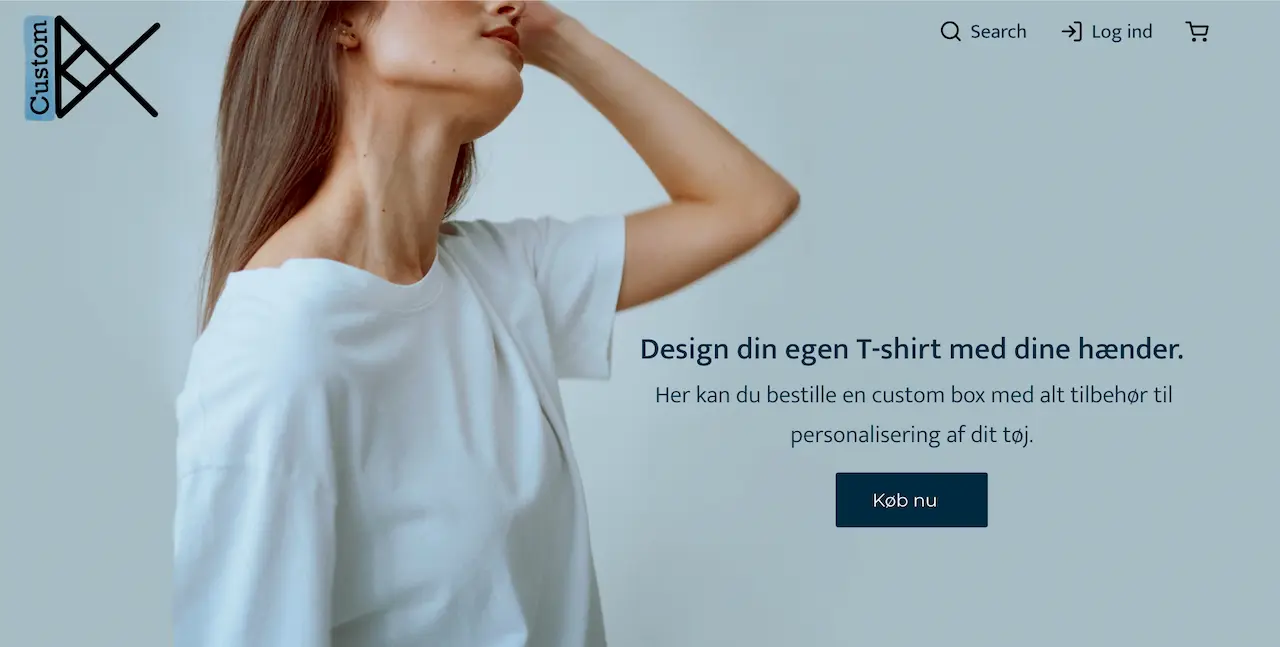 Custom
Search
Log ind
Design din egen T-shirt med dine hænder.
Her kan du bestille en custom box med alt tilbehør til
personalisering af dit tøj.
Køb nu